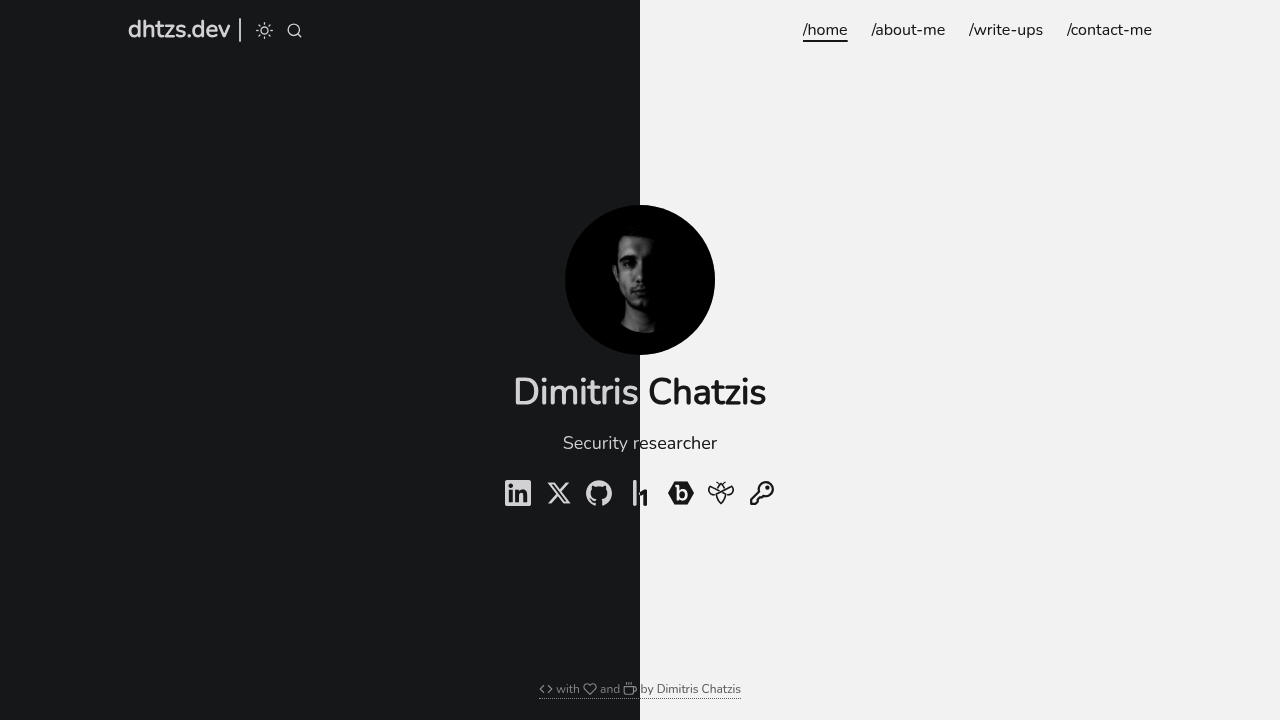 dhtzs.dev
/home /about-me /write-ups /contact-me
Dimitris Chatzis
Security researcher
with and by Dimitris Chatzis